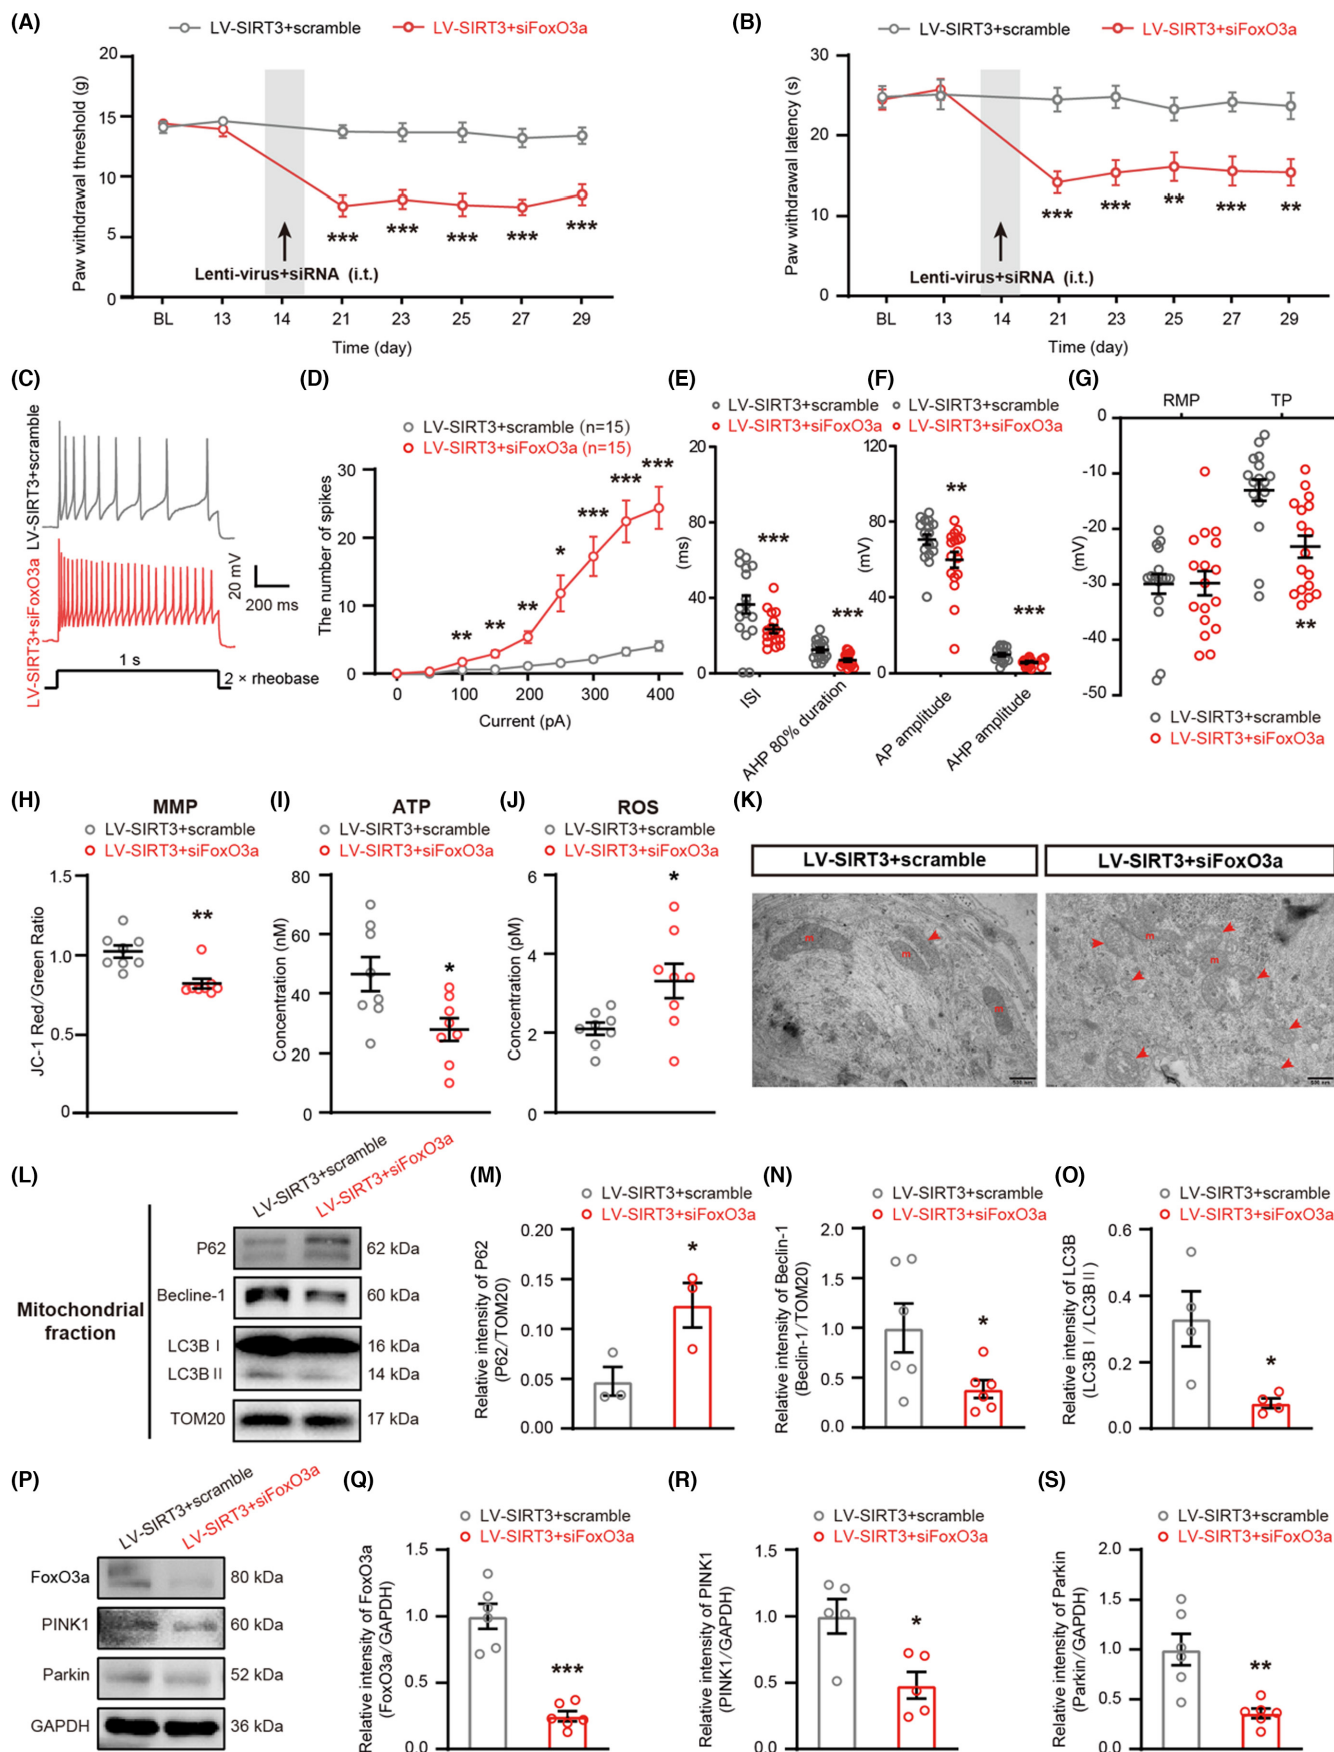 (A)
LV-SIRT3+scramble
LV-SIRT3+siFoxO3a
Paw withdrawal threshold (g)
20
15
10
5
0
***
***
***
***
***
Lenti-virus+siRNA (i.t.)
BL
13
14
21
23
25
27
29
Time (day)
(B)
LV-SIRT3+scramble
LV-SIRT3+siFoxO3a
Paw withdrawal latency (s)
30
20
10
0
***
***
**
***
**
Lenti-virus+siRNA (i.t.)
BL
13
14
21
23
25
27
29
Time (day)
(C)
LV-SIRT3+scramble
LV-SIRT3+siFoxO3a
20 mV
200 ms
1 s
2 × rheobase
(D)
LV-SIRT3+scramble (n=15)
LV-SIRT3+siFoxO3a (n=15)
The number of spikes
30
20
10
0
**
**
**
*
***
***
***
0
100
200
300
400
Current (pA)
(E)
LV-SIRT3+scramble
LV-SIRT3+siFoxO3a
(ms)
20
80
60
40
20
0
***
***
ISI
AHP 80% duration
(F)
LV-SIRT3+scramble
LV-SIRT3+siFoxO3a
(mV)
120
80
40
0
**
***
AP amplitude
AHP amplitude
(G)
RMP
TP
(mV)
0
-10
-20
-30
-40
-50
**
LV-SIRT3+scramble
LV-SIRT3+siFoxO3a
(H)
MMP
LV-SIRT3+scramble
LV-SIRT3+siFoxO3a
JC-1 Red/Green Ratio
1.5
1.0
0.5
0
**
(I)
ATP
LV-SIRT3+scramble
LV-SIRT3+siFoxO3a
Concentration (nM)
80
60
40
20
0
*
(J)
ROS
LV-SIRT3+scramble
LV-SIRT3+siFoxO3a
Concentration (pM)
6
4
2
0
*
(K)
LV-SIRT3+scramble
LV-SIRT3+siFoxO3a
m
m
m
m
m
(L)
LV-SIRT3+scramble
LV-SIRT3+siFoxO3a
Mitochondrial
fraction
P62
62 kDa
Becline-1
60 kDa
LC3B Ⅰ
16 kDa
LC3B Ⅱ
14 kDa
TOM20
17 kDa
(M)
LV-SIRT3+scramble
LV-SIRT3+siFoxO3a
Relative intensity of P62
(P62/TOM20)
0.20
0.15
0.10
0.05
0.00
*
(N)
LV-SIRT3+scramble
LV-SIRT3+siFoxO3a
Relative intensity of Beclin-1
(Beclin-1/TOM20)
2.0
1.5
1.0
0.5
0.0
*
(O)
LV-SIRT3+scramble
LV-SIRT3+siFoxO3a
Relative intensity of LC3B
(LC3BⅠ/LC3BⅡ)
0.6
0.4
0.2
0.0
*
(P)
LV-SIRT3+scramble
LV-SIRT3+siFoxO3a
FoxO3a
80 kDa
PINK1
60 kDa
Parkin
52 kDa
GAPDH
36 kDa
(Q)
LV-SIRT3+scramble
LV-SIRT3+siFoxO3a
Relative intensity of FoxO3a
(FoxO3a/GAPDH)
1.5
1.0
0.5
0.0
***
(R)
LV-SIRT3+scramble
LV-SIRT3+siFoxO3a
Relative intensity of PINK1
(PINK1/GAPDH)
1.5
1.0
0.5
0.0
*
(S)
LV-SIRT3+scramble
LV-SIRT3+siFoxO3a
Relative intensity of Parkin
(Parkin/GAPDH)
2.0
1.5
1.0
0.5
0.0
**